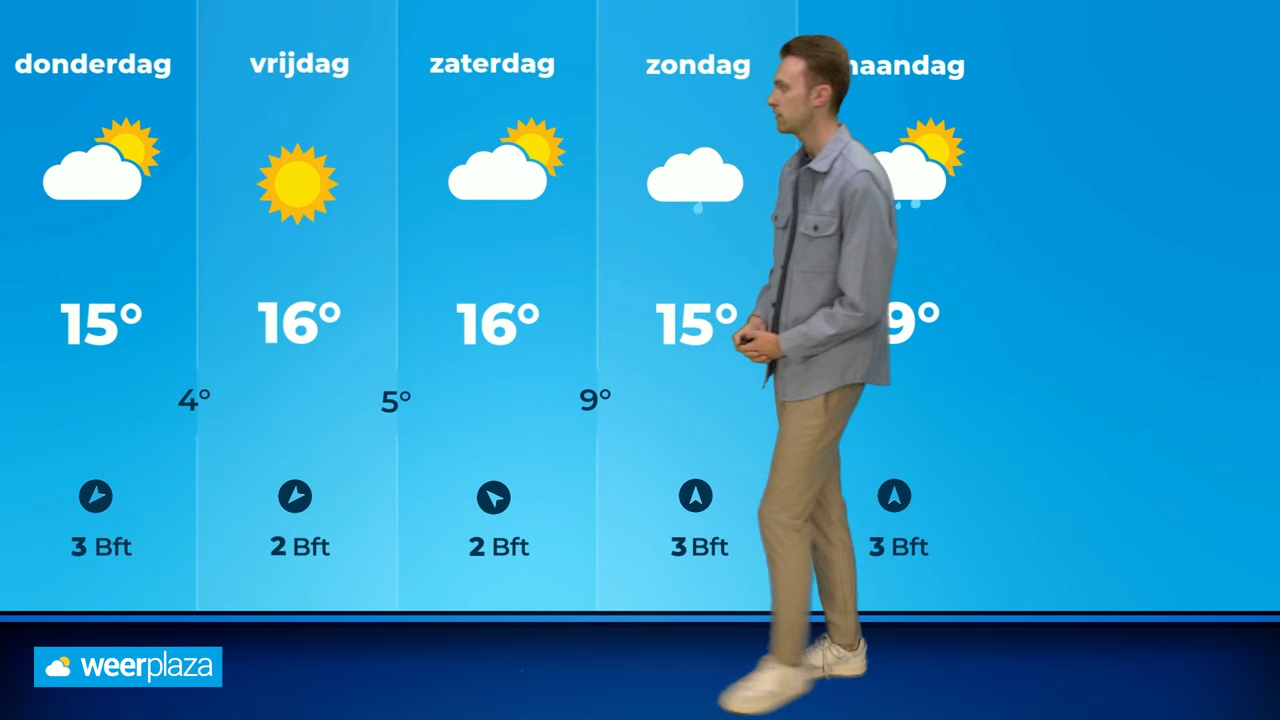 donderdag vrijdag zaterdag zondag
15° 16° 16° 15°
4° 5° 9°
3 Bft 2 Bft 2 Bft 3 Bft 3 Bft
weerplaza